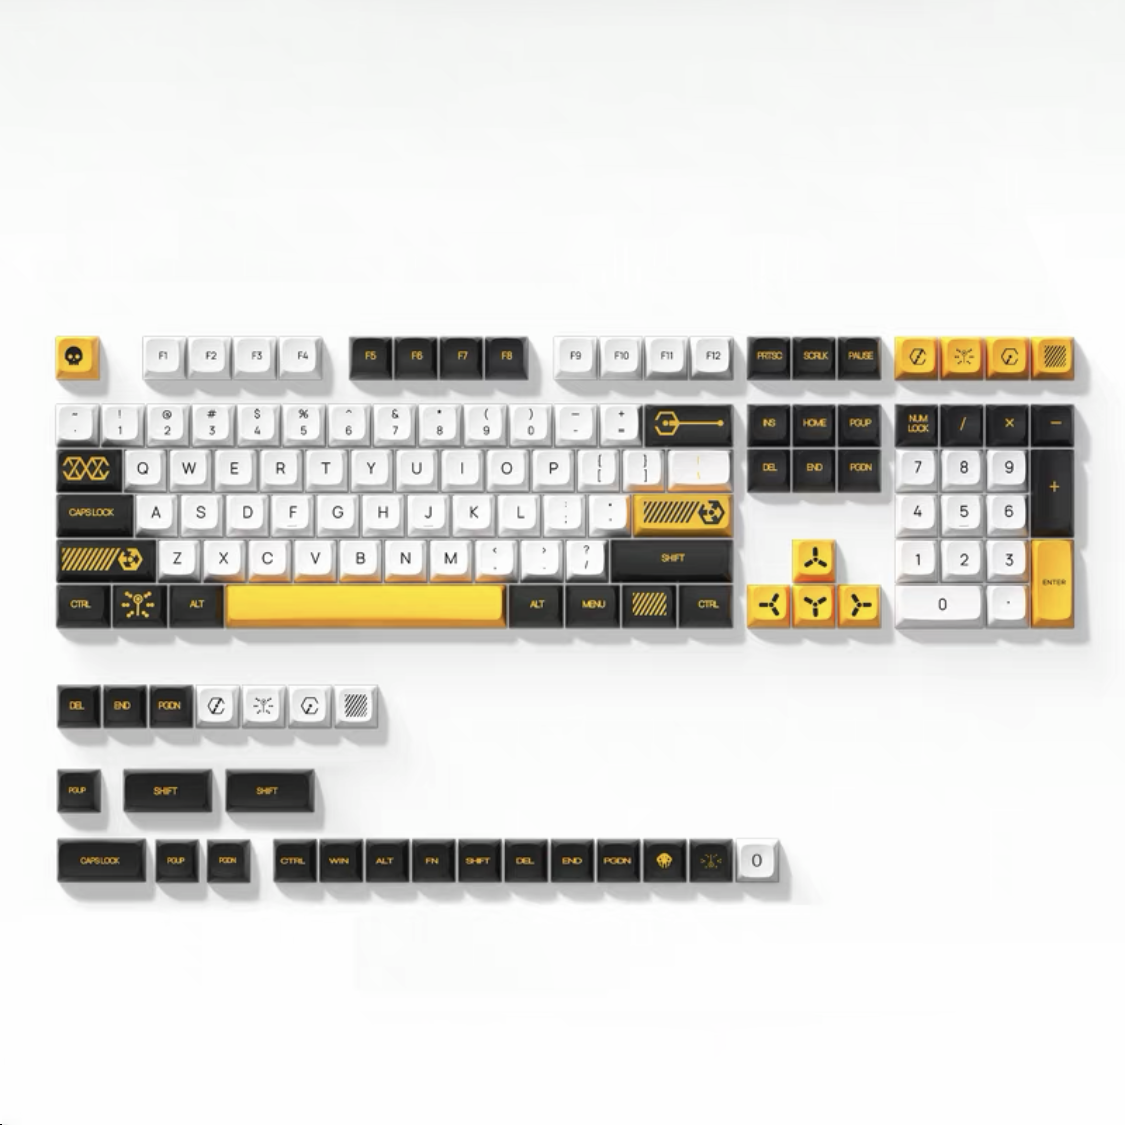 F1 F2 F3 F4 F5 F6 F7 F8 F9 F10 F11 F12 PRTSC SCRLK PAUSE
~ ! @ # $ % ^ & * ( ) — +
1 2 3 4 5 6 7 8 9 0 - =
INS HOME PGUP NUM LOCK / × −
Q W E R T Y U I O P { }
[ ]
DEL END PGDN 7 8 9 +
CAPS LOCK A S D F G H J K L : ;
4 5 6
Z X C V B N M < > ? /
SHIFT 1 2 3 ENTER
CTRL ALT ALT MENU CTRL 0 .
DEL END PGDN
PGUP SHIFT SHIFT
CAPS LOCK PGUP PGDN CTRL WIN ALT FN SHIFT DEL END PGDN 0